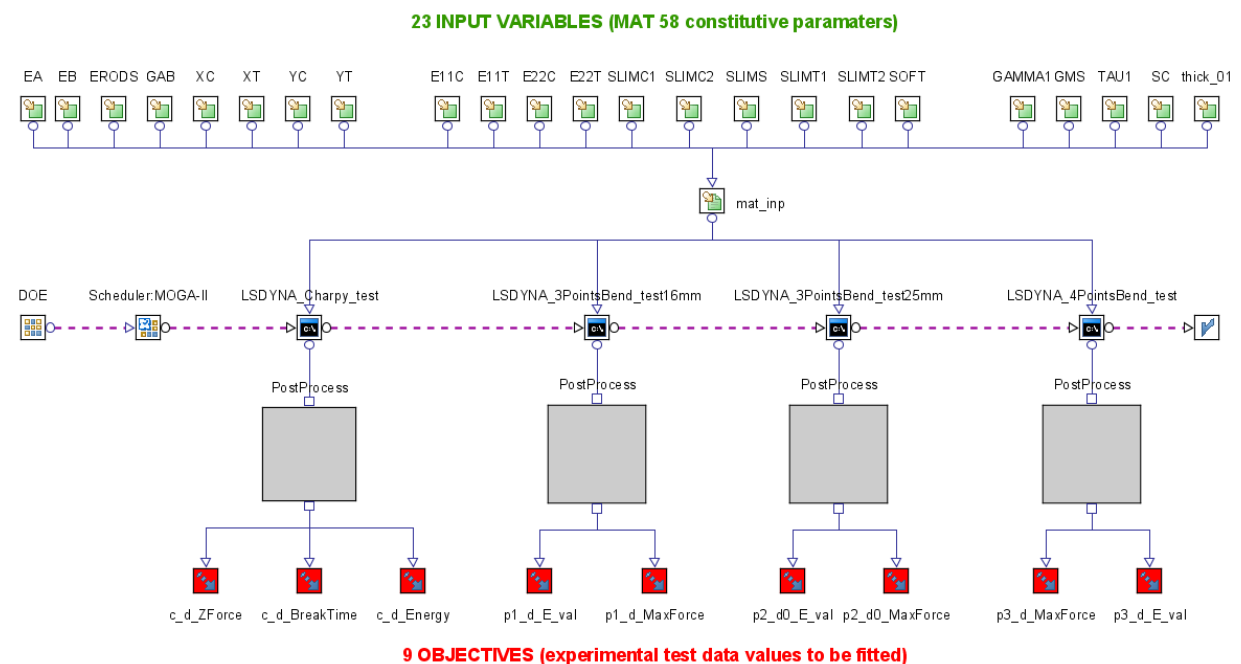 23 INPUT VARIABLES (MAT 58 constitutive paramaters)
EA EB ERODS GAB XC XT YC YT E11C E11T E22C E22T SLIMC1 SLIMC2 SLIMS SLIMT1 SLIMT2 SOFT GAMMA1 GMS TAU1 SC thick_01
mat_inp
DOE Scheduler:MOGA-II LSDYNA_Charpy_test LSDYNA_3PointsBend_test16mm LSDYNA_3PointsBend_test25mm LSDYNA_4PointsBend_test
C:\ C:\ C:\ C:\
PostProcess PostProcess PostProcess PostProcess
c_d_ZForce c_d_BreakTime c_d_Energy p1_d_E_val p1_d_MaxForce p2_d0_E_val p2_d0_MaxForce p3_d_MaxForce p3_d_E_val
9 OBJECTIVES (experimental test data values to be fitted)